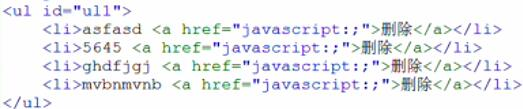 <ul id="ul1">
    <li>asfasd <a href="javascript:;">删除</a></li>
    <li>5645 <a href="javascript:;">删除</a></li>
    <li>ghdfjgj <a href="javascript:;">删除</a></li>
    <li>mvbnmvnb <a href="javascript:;">删除</a></li>
</ul>